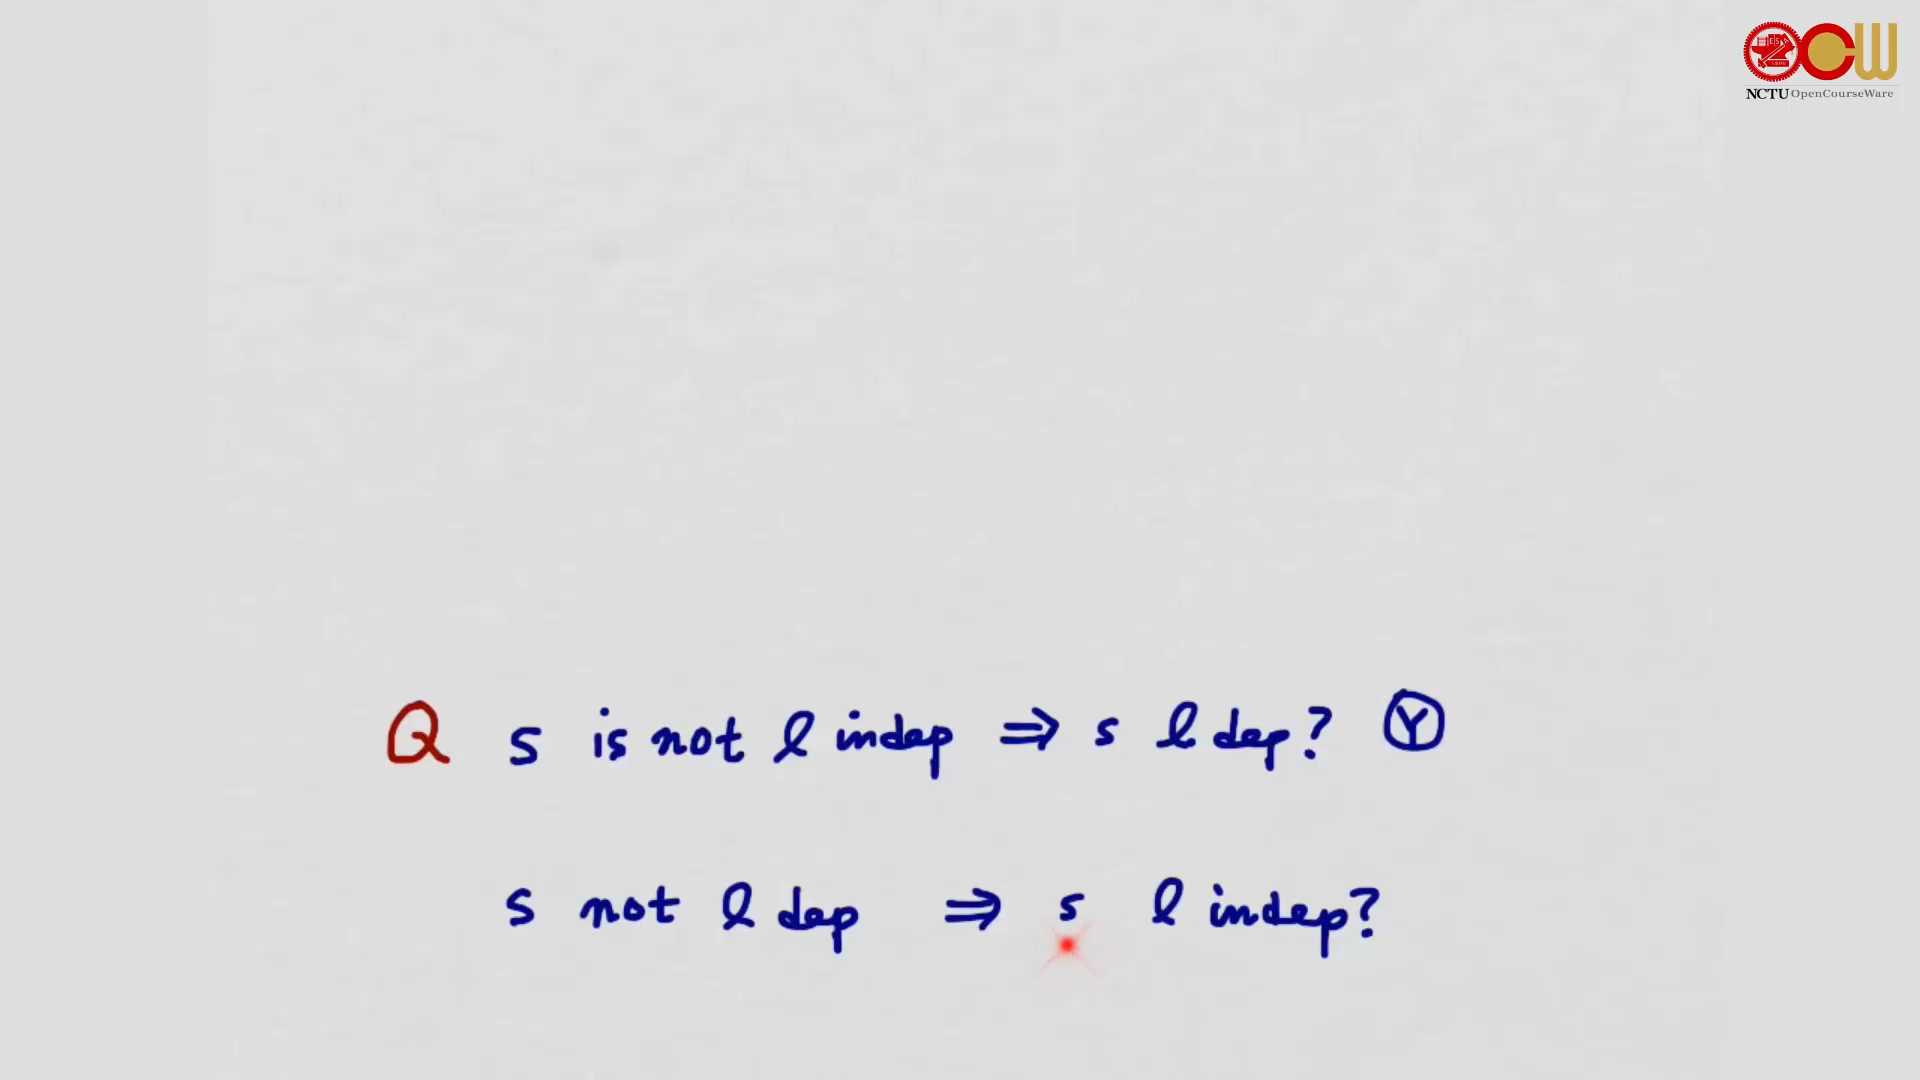 NCTU OpenCourseWare
Q s is not l indep ⇒ s l dep? Ⓨ
s not l dep ⇒ s l indep?